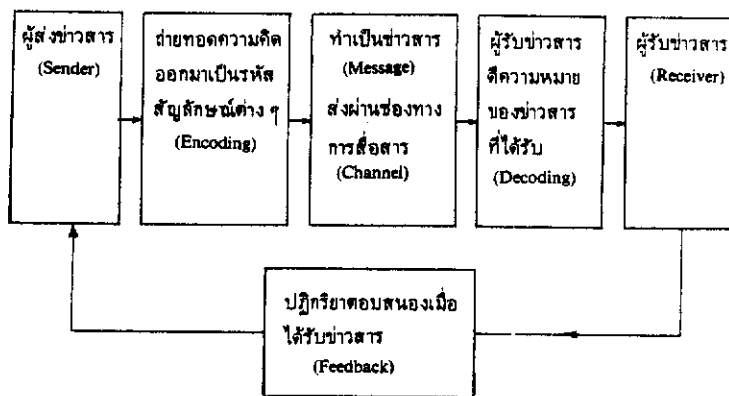 ผู้ส่งข่าวสาร
(Sender)
ถ่ายทอดความคิด
ออกมาเป็นรหัส
สัญลักษณ์ต่าง ๆ
(Encoding)
ทำเป็นข่าวสาร
(Message)
ส่งผ่านช่องทาง
การสื่อสาร
(Channel)
ผู้รับข่าวสาร
ตีความหมาย
ของข่าวสาร
ที่ได้รับ
(Decoding)
ผู้รับข่าวสาร
(Receiver)
ปฏิกริยาตอบสนองเมื่อ
ได้รับข่าวสาร
(Feedback)